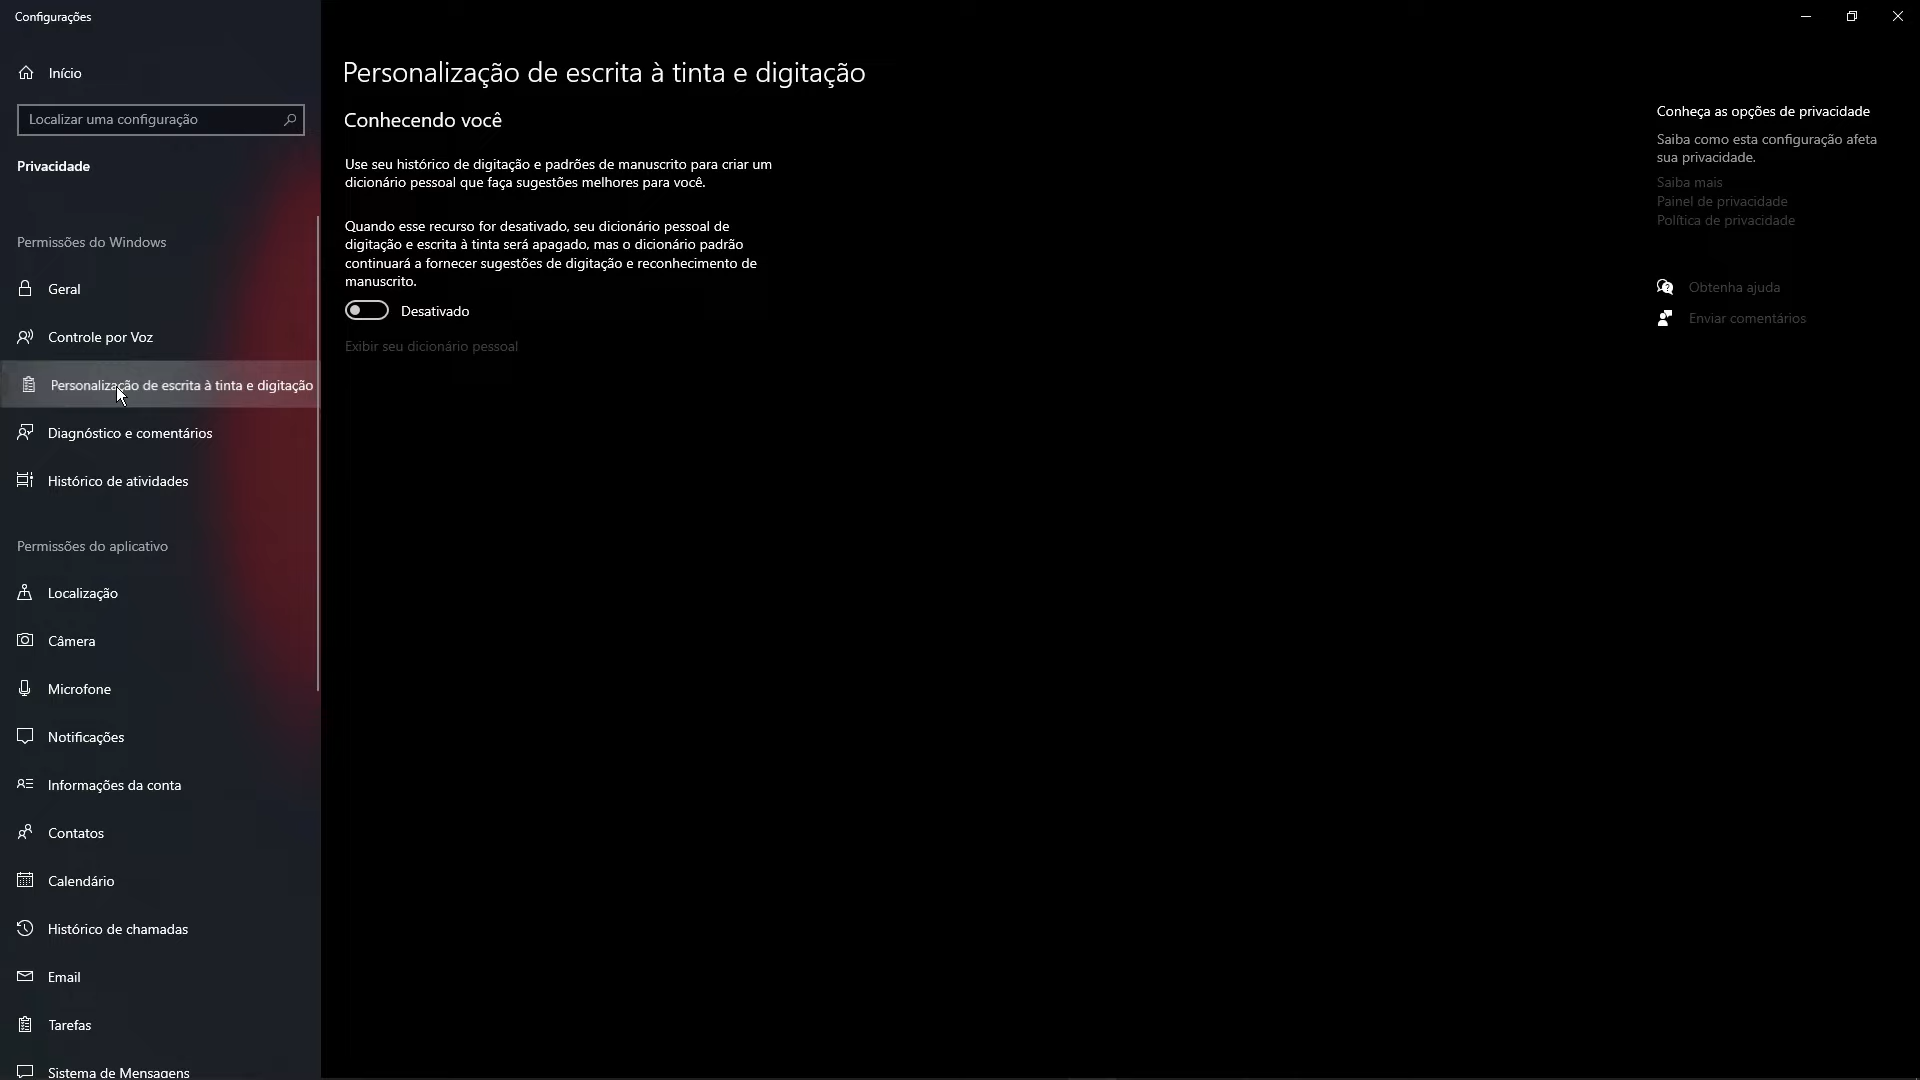 Configurações
Início
Localizar uma configuração
Privacidade
Permissões do Windows
Geral
Controle por Voz
Personalização de escrita à tinta e digitação
Diagnóstico e comentários
Histórico de atividades
Permissões do aplicativo
Localização
Câmera
Microfone
Notificações
Informações da conta
Contatos
Calendário
Histórico de chamadas
Email
Tarefas
Sistema de Mensagens
Personalização de escrita à tinta e digitação
Conhecendo você
Use seu histórico de digitação e padrões de manuscrito para criar um
dicionário pessoal que faça sugestões melhores para você.
Quando esse recurso for desativado, seu dicionário pessoal de
digitação e escrita à tinta será apagado, mas o dicionário padrão
continuará a fornecer sugestões de digitação e reconhecimento de
manuscrito.
Desativado
Exibir seu dicionário pessoal
Conheça as opções de privacidade
Saiba como esta configuração afeta
sua privacidade.
Saiba mais
Painel de privacidade
Política de privacidade
Obtenha ajuda
Enviar comentários